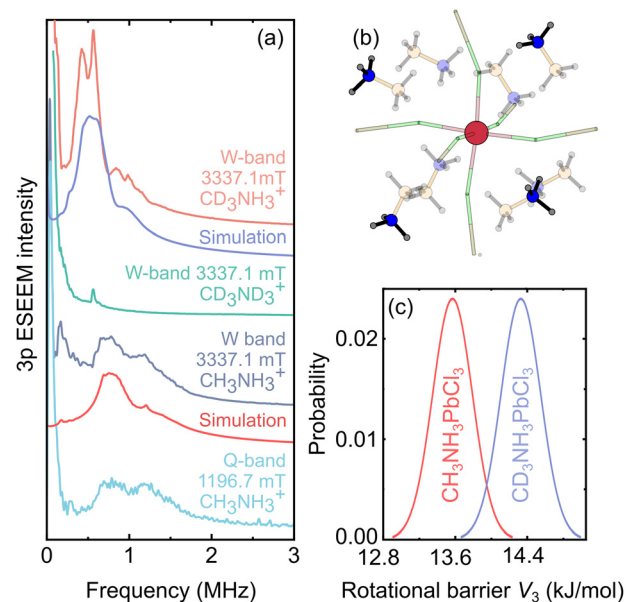 (a)
3p ESEEM intensity
W-band
3337.1mT
CD₃NH₃⁺
Simulation
W-band 3337.1 mT
CD₃ND₃⁺
W band
3337.1 mT
CH₃NH₃⁺
Simulation
Q-band
1196.7 mT
CH₃NH₃⁺
0 1 2 3
Frequency (MHz)
(b)
(c)
Probability
0.02
0.01
0.00
CH₃NH₃PbCl₃
CD₃NH₃PbCl₃
12.8 13.6 14.4
Rotational barrier V₃ (kJ/mol)